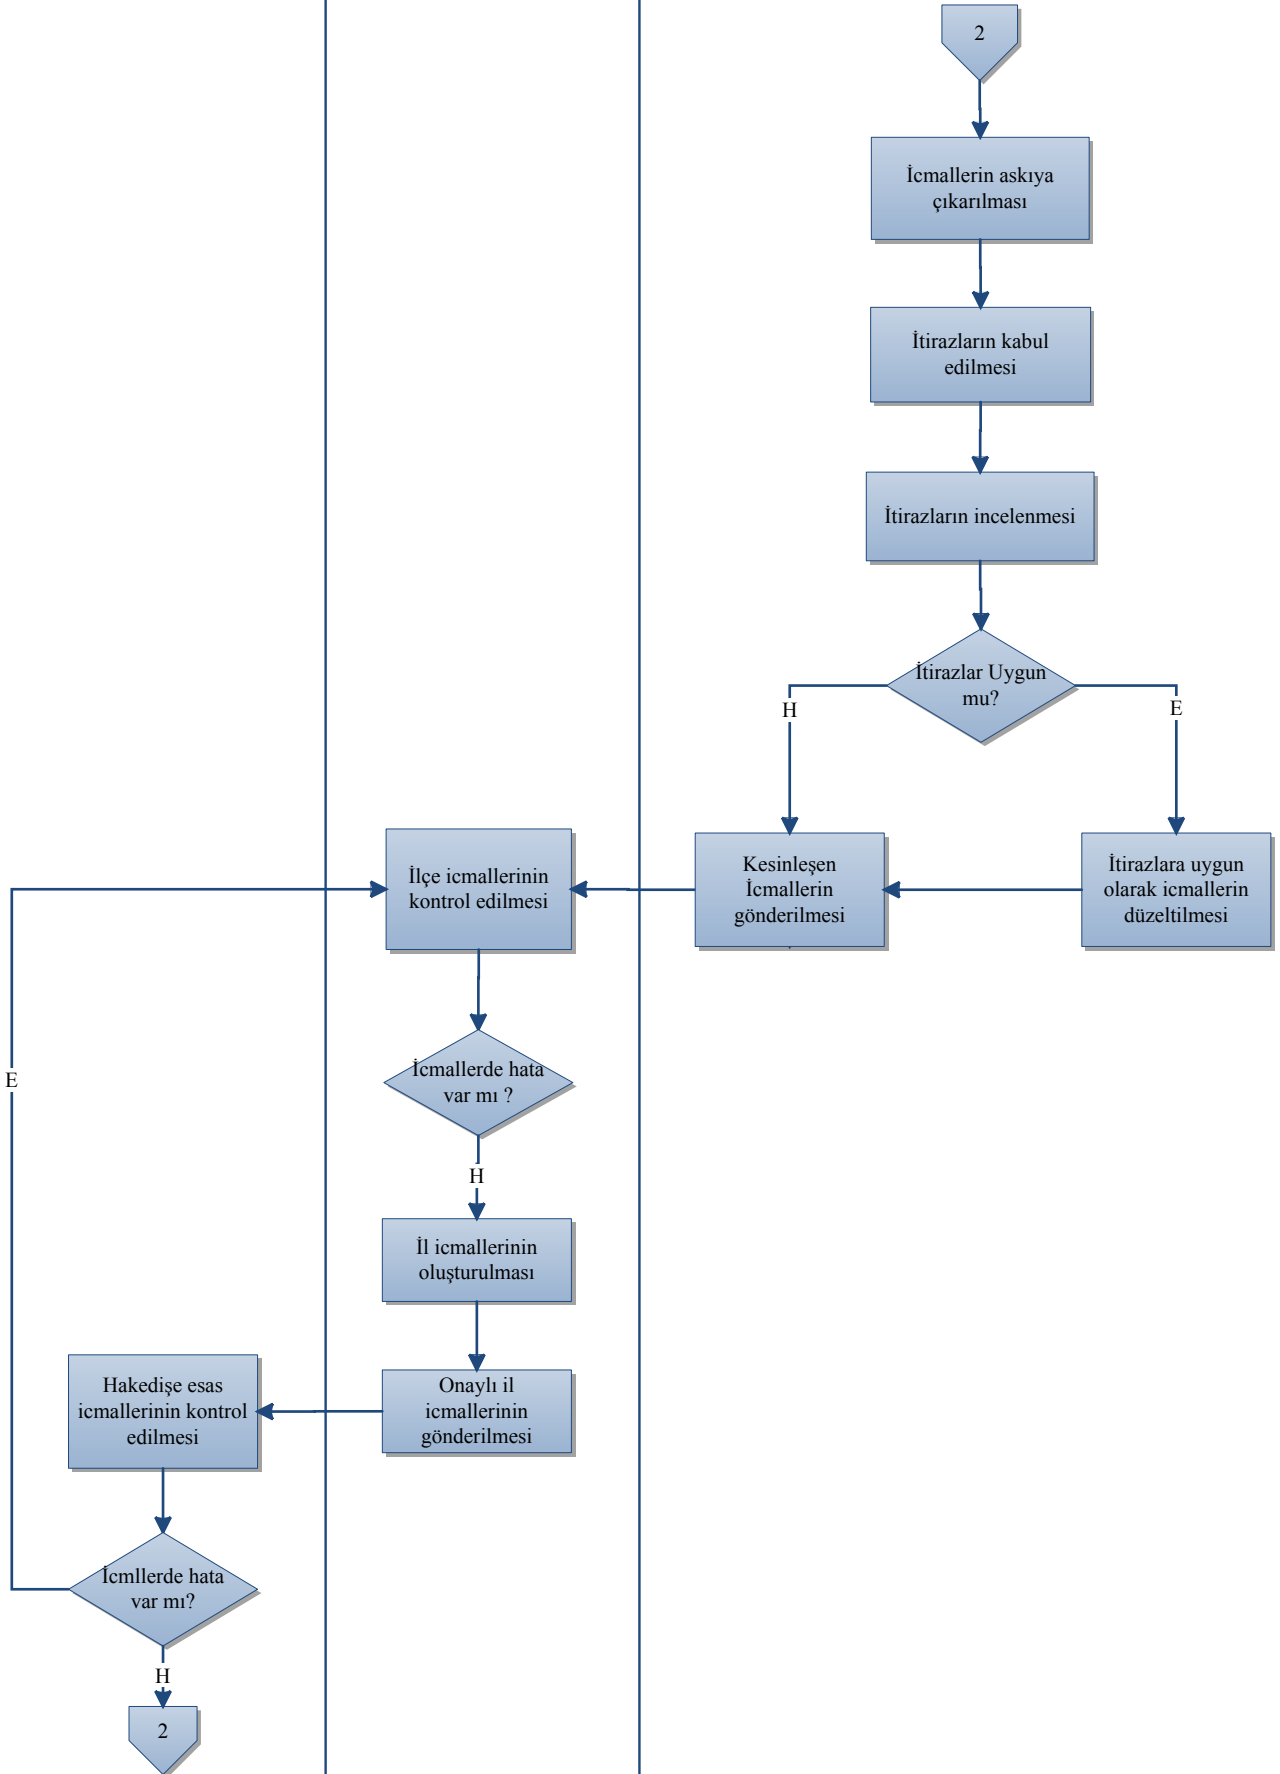 2
İcmallerin askıya
çıkarılması
İtirazların kabul
edilmesi
İtirazların incelenmesi
İtirazlar Uygun
mu?
H
E
Kesinleşen
İcmallerin
gönderilmesi
İtirazlara uygun
olarak icmallerin
düzeltilmesi
İlçe icmallerinin
kontrol edilmesi
İcmallerde hata
var mı ?
E
H
İl icmallerinin
oluşturulması
Onaylı il
icmallerinin
gönderilmesi
Hakedişe esas
icmallerinin kontrol
edilmesi
İcmllerde hata
var mı?
H
2